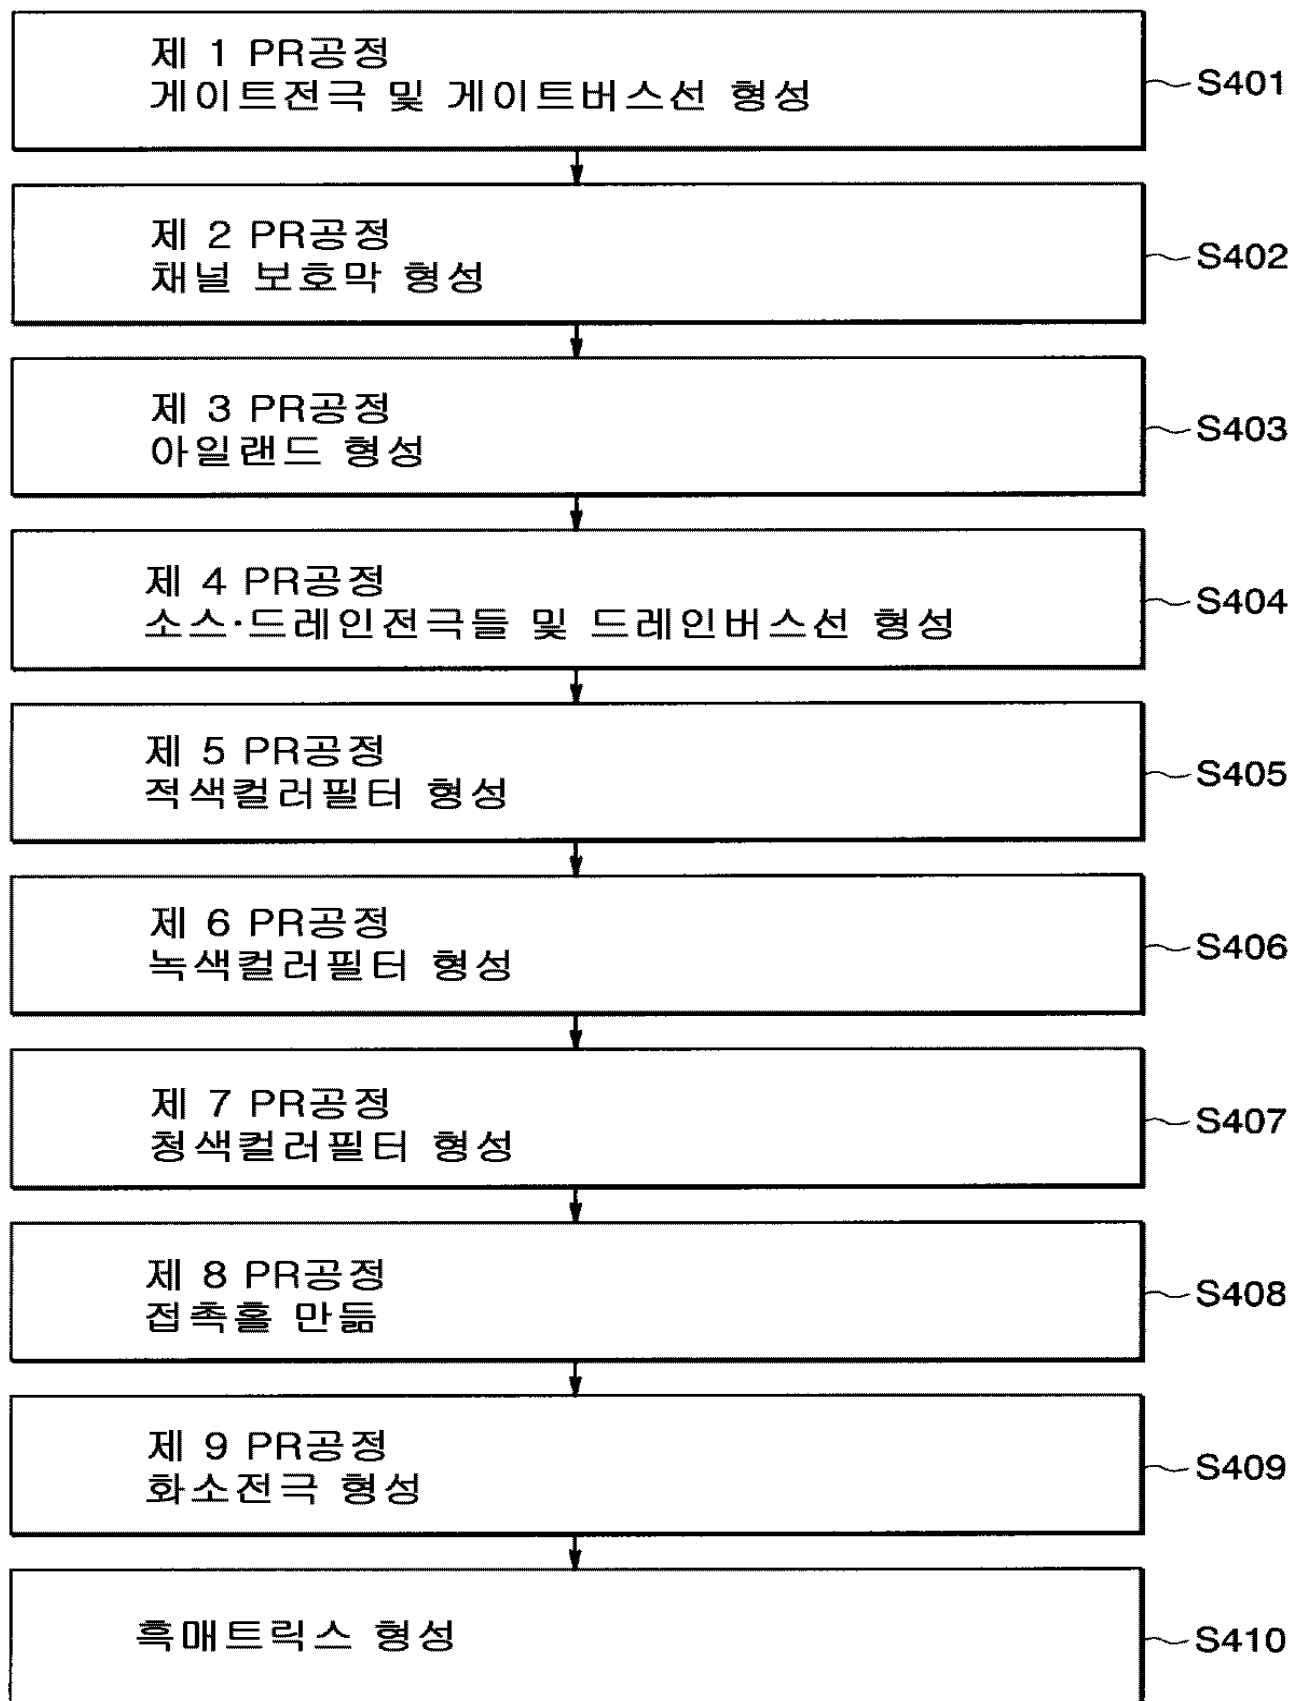 제 1 PR공정
게이트전극 및 게이트버스선 형성
S401
제 2 PR공정
채널 보호막 형성
S402
제 3 PR공정
아일랜드 형성
S403
제 4 PR공정
소스·드레인전극들 및 드레인버스선 형성
S404
제 5 PR공정
적색컬러필터 형성
S405
제 6 PR공정
녹색컬러필터 형성
S406
제 7 PR공정
청색컬러필터 형성
S407
제 8 PR공정
접촉홀 만듦
S408
제 9 PR공정
화소전극 형성
S409
흑매트릭스 형성
S410